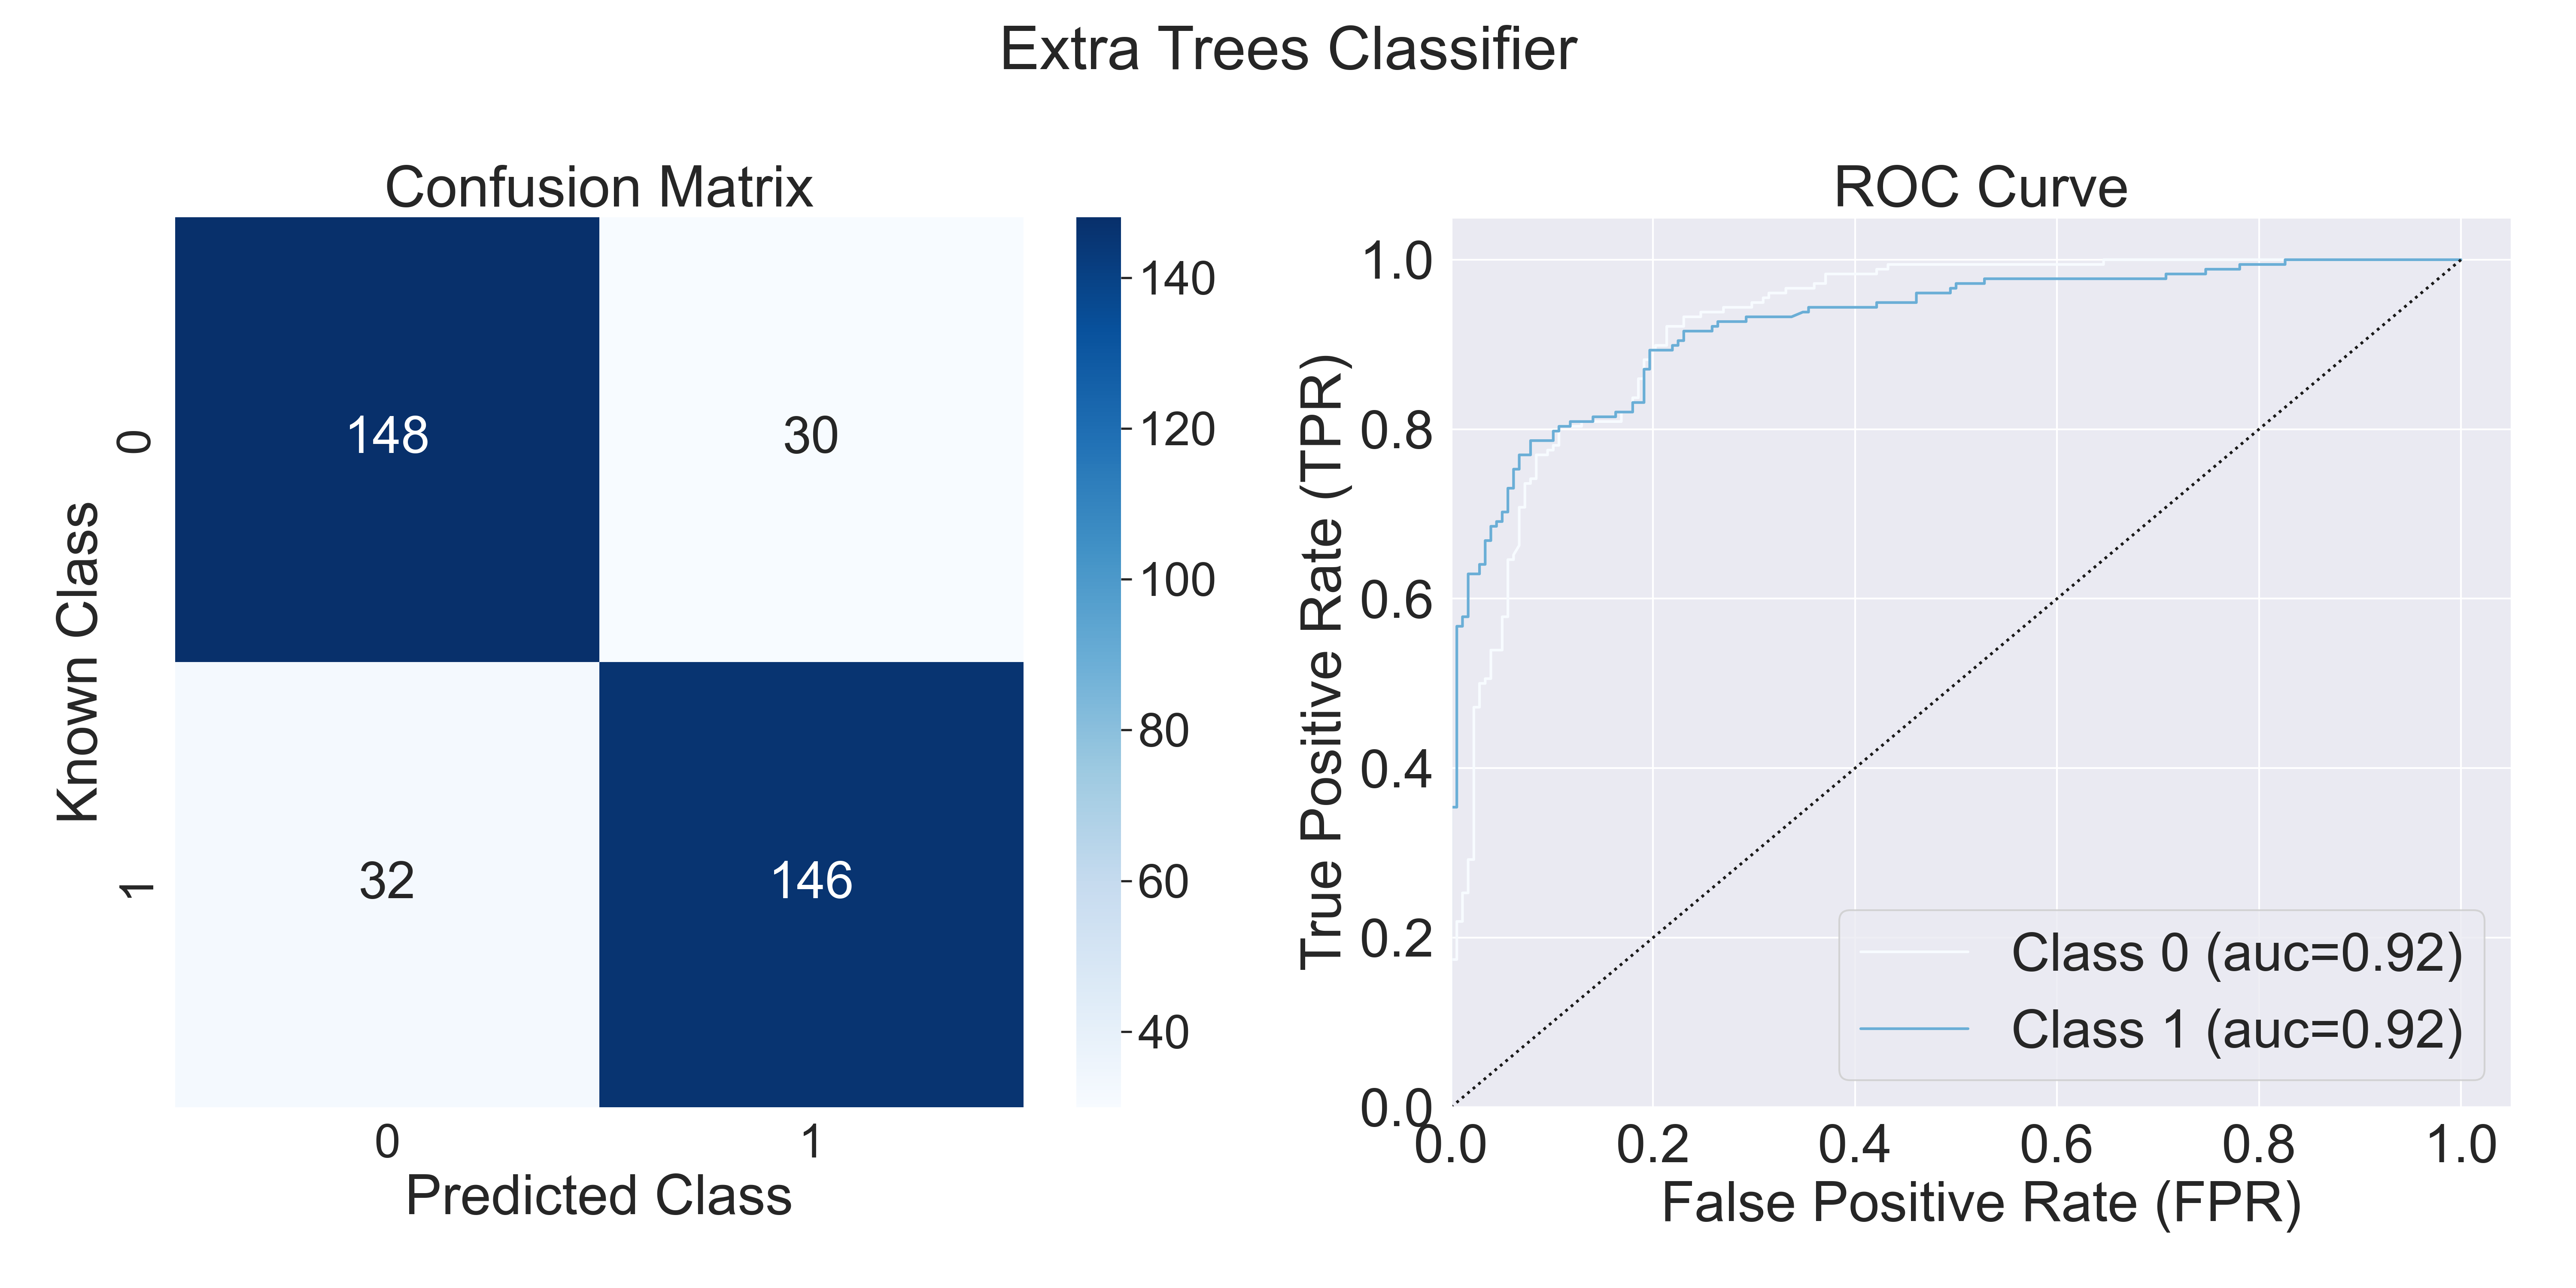 Extra Trees Classifier
Confusion Matrix
Known Class
0
1
148
30
32
146
0
1
Predicted Class
140
120
100
80
60
40
ROC Curve
True Positive Rate (TPR)
1.0
0.8
0.6
0.4
0.2
0.0
0.0 0.2 0.4 0.6 0.8 1.0
False Positive Rate (FPR)
Class 0 (auc=0.92)
Class 1 (auc=0.92)